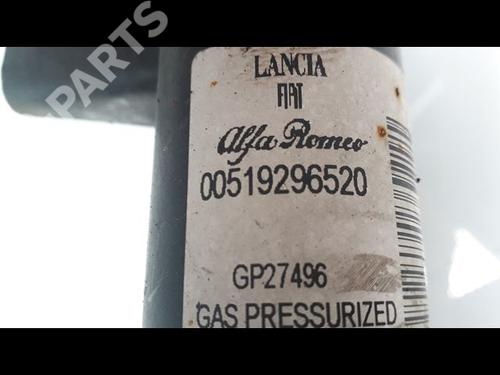 B PARTS
LANCIA
FIAT
Alfa Romeo
00519296520
GP27496
GAS PRESSURIZED